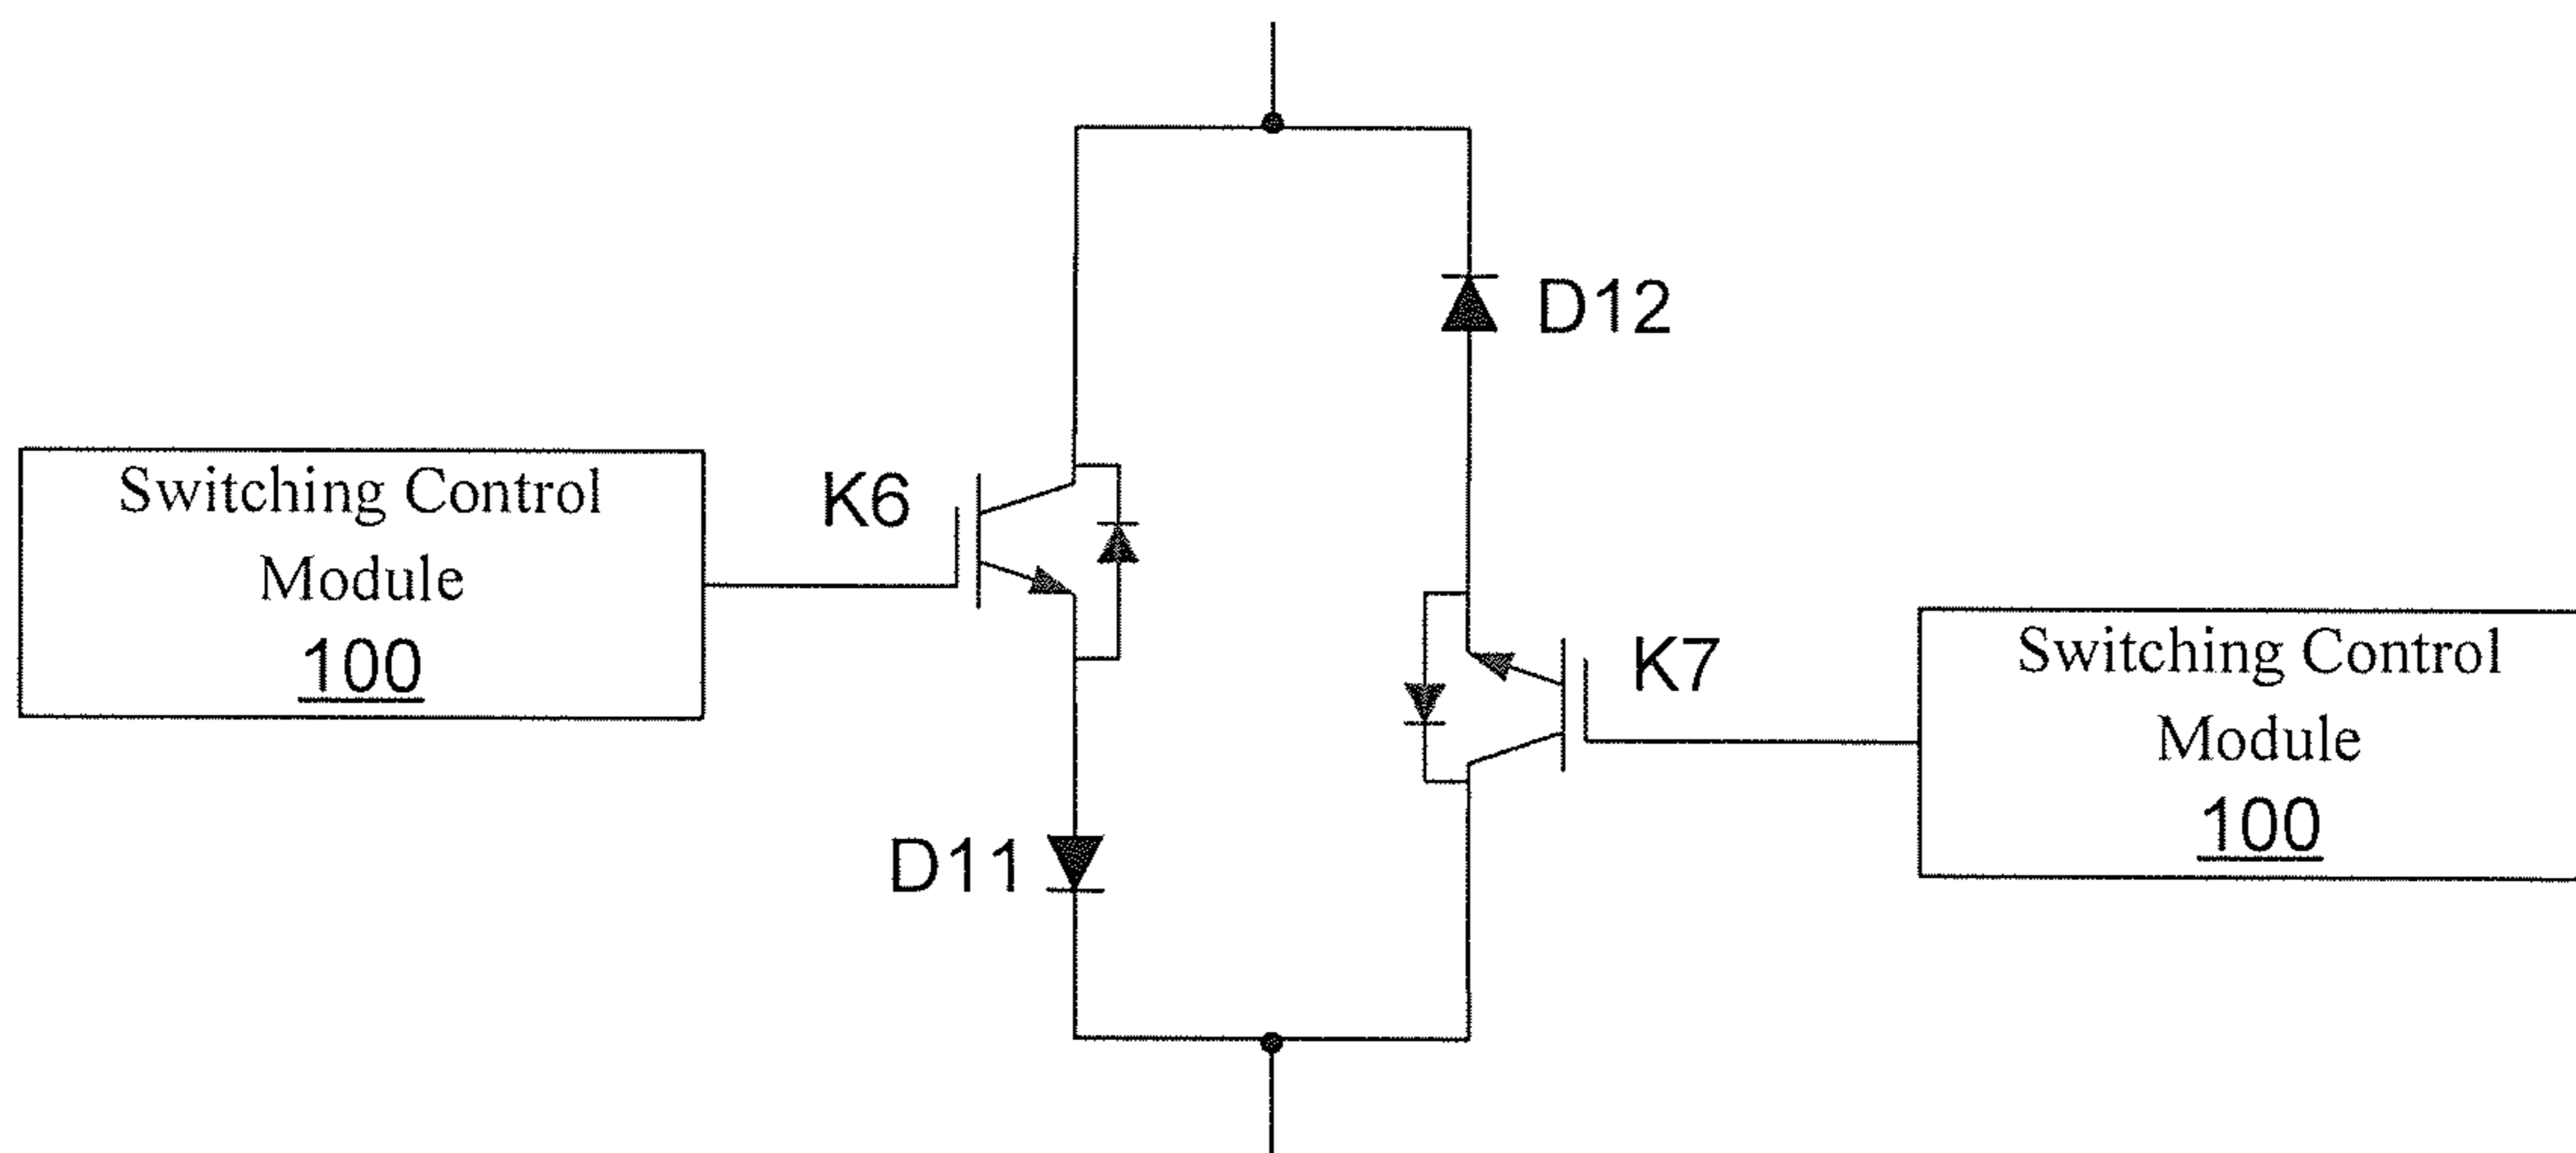 D12
Switching Control
Module
100
K6
K7
Switching Control
Module
100
D11